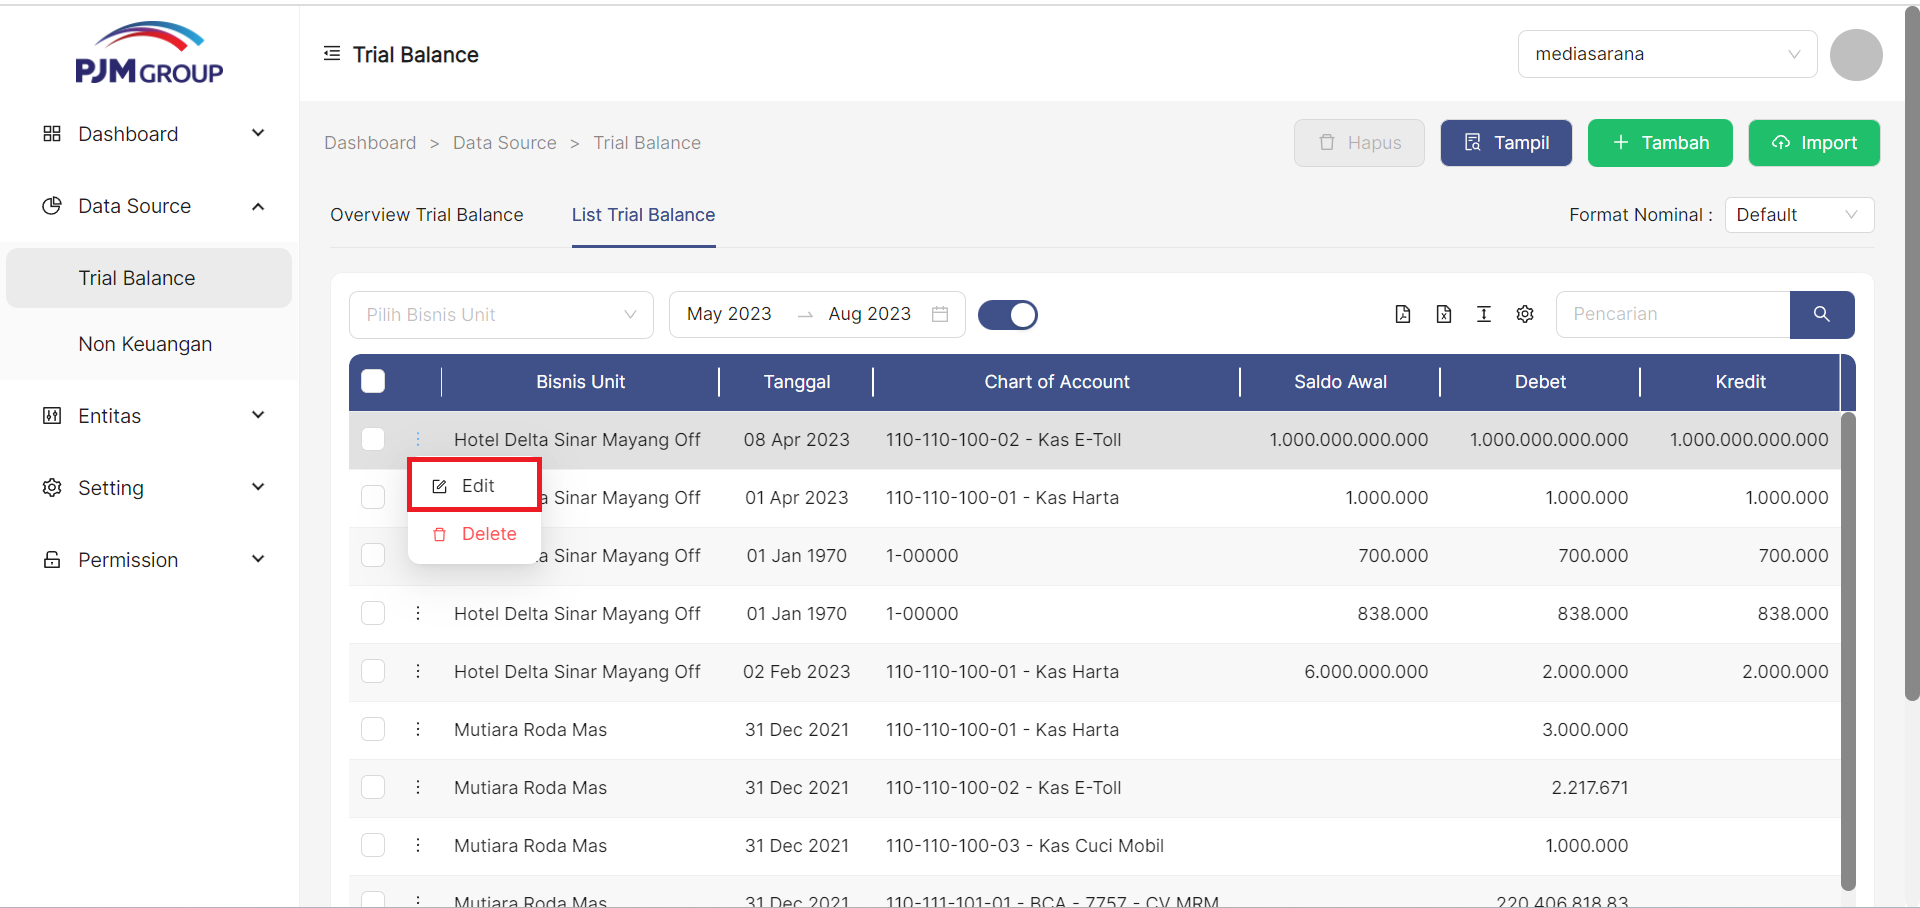 PJM GROUP
Trial Balance
mediasarana
Dashboard
Data Source
Trial Balance
Non Keuangan
Entitas
Setting
Permission
Dashboard > Data Source > Trial Balance
Hapus
Tampil
+ Tambah
Import
Overview Trial Balance
List Trial Balance
Format Nominal : Default
Pilih Bisnis Unit
May 2023 → Aug 2023
Pencarian
Bisnis Unit Tanggal Chart of Account Saldo Awal Debet Kredit
Hotel Delta Sinar Mayang Off 08 Apr 2023 110-110-100-02 - Kas E-Toll 1.000.000.000.000 1.000.000.000.000 1.000.000.000.000
Edit
Delete
a Sinar Mayang Off 01 Apr 2023 110-110-100-01 - Kas Harta 1.000.000 1.000.000 1.000.000
a Sinar Mayang Off 01 Jan 1970 1-00000 700.000 700.000 700.000
Hotel Delta Sinar Mayang Off 01 Jan 1970 1-00000 838.000 838.000 838.000
Hotel Delta Sinar Mayang Off 02 Feb 2023 110-110-100-01 - Kas Harta 6.000.000.000 2.000.000 2.000.000
Mutiara Roda Mas 31 Dec 2021 110-110-100-01 - Kas Harta 3.000.000
Mutiara Roda Mas 31 Dec 2021 110-110-100-02 - Kas E-Toll 2.217.671
Mutiara Roda Mas 31 Dec 2021 110-110-100-03 - Kas Cuci Mobil 1.000.000
Mutiara Roda Mas 31 Dec 2021 110-111-101-01 - BCA - 7757 - CV MRM 220.406.818,83